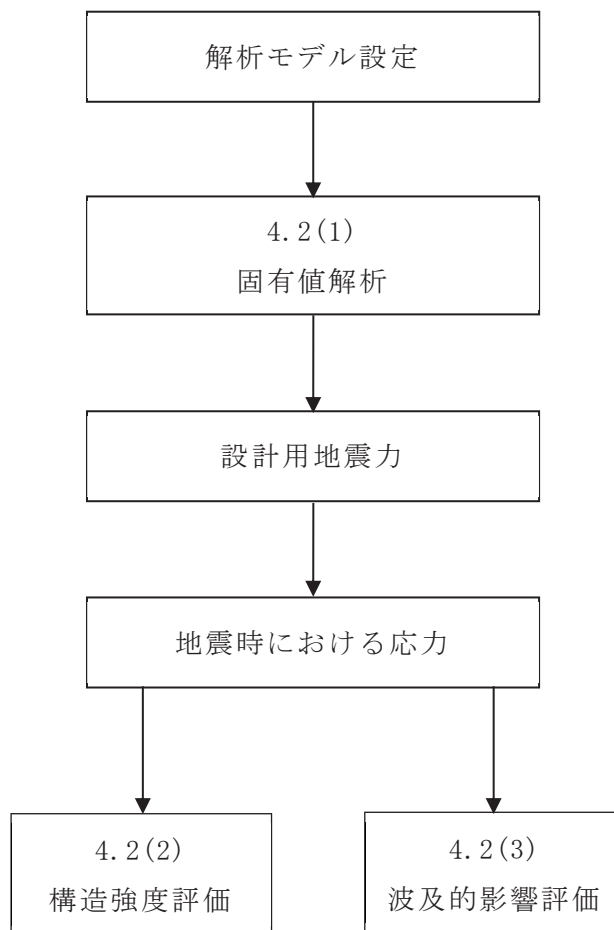 解析モデル設定
4.2(1)
固有値解析
設計用地震力
地震時における応力
4.2(2)
構造強度評価
4.2(3)
波及的影響評価